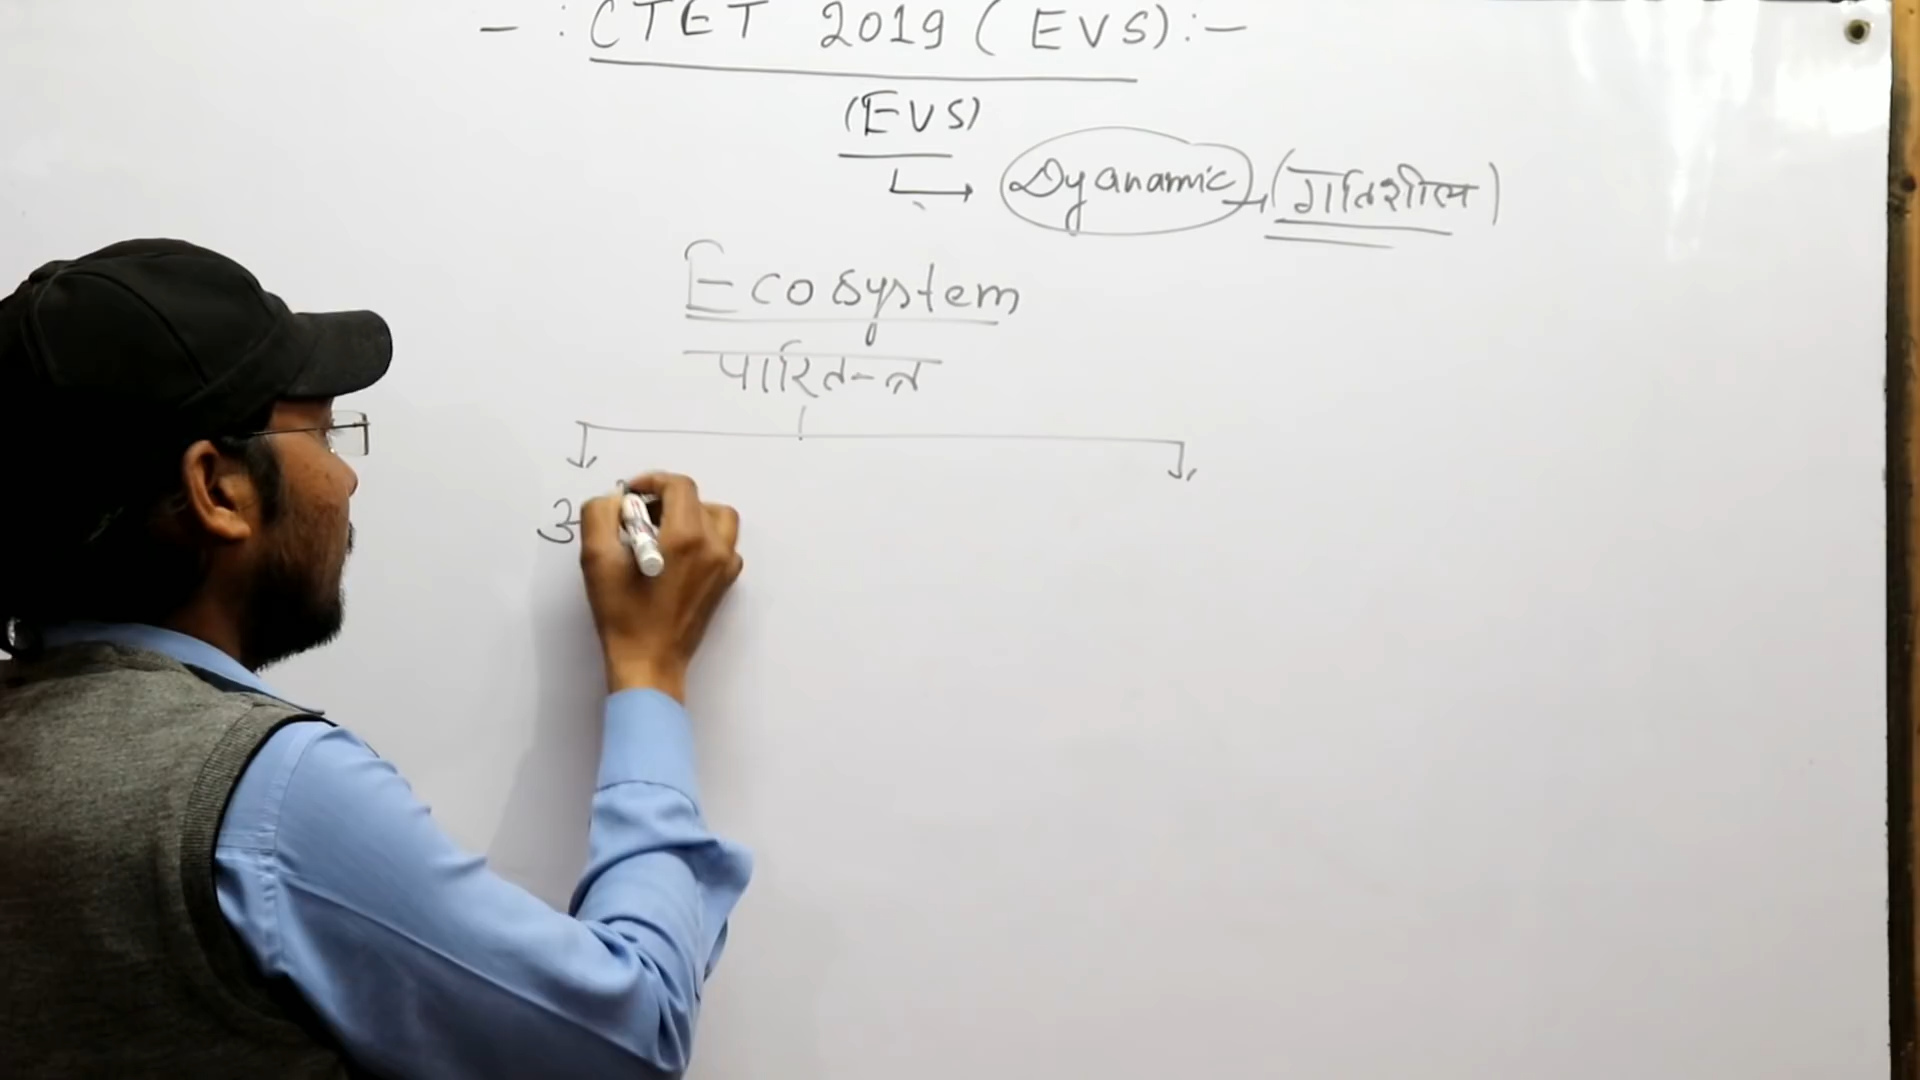 - : CTET 2019 ( EVS) :-
(EVS)
Dyanamic (गतिशील)
Ecosystem
पारितन्त्र